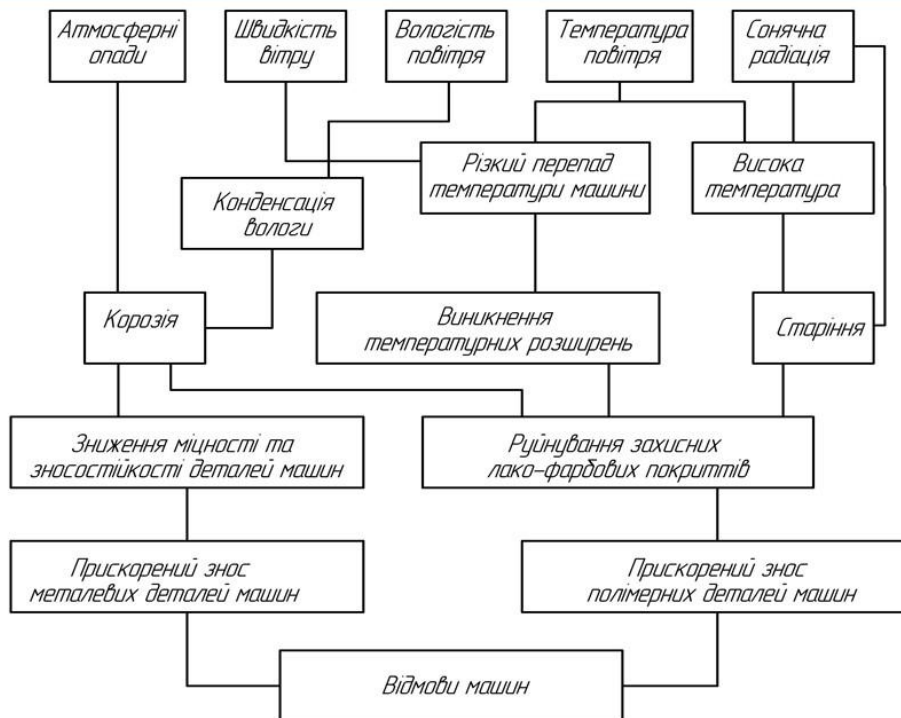 Атмосферні
опади
Швидкість
вітру
Вологість
повітря
Температура
повітря
Сонячна
радіація
Різкий перепад
температури машини
Висока
температура
Конденсація
вологи
Корозія
Виникнення
температурних розширень
Старіння
Зниження міцності та
зносостійкості деталей машин
Руйнування захисних
лако-фарбових покриттів
Прискорений знос
металевих деталей машин
Прискорений знос
полімерних деталей машин
Відмови машин